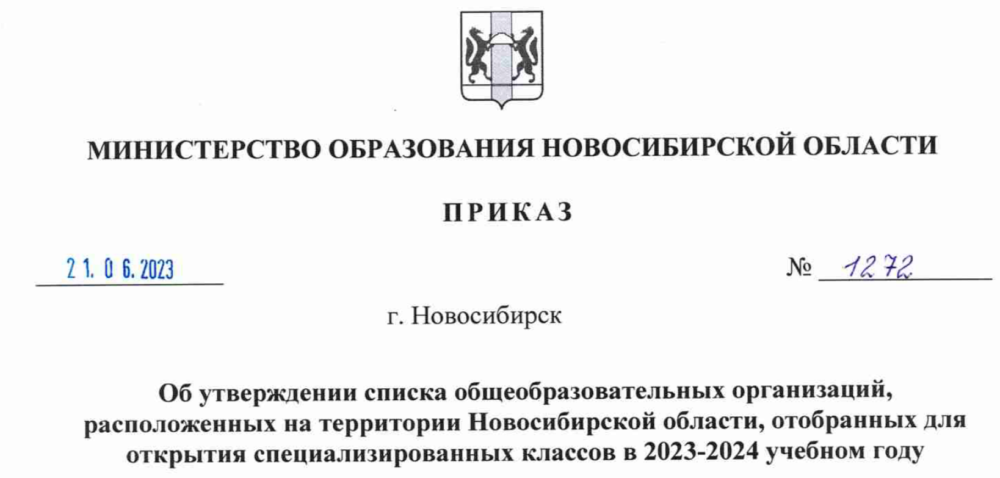 МИНИСТЕРСТВО ОБРАЗОВАНИЯ НОВОСИБИРСКОЙ ОБЛАСТИ
ПРИКАЗ
21.06.2023 № 1272
г. Новосибирск
Об утверждении списка общеобразовательных организаций,
расположенных на территории Новосибирской области, отобранных для
открытия специализированных классов в 2023-2024 учебном году